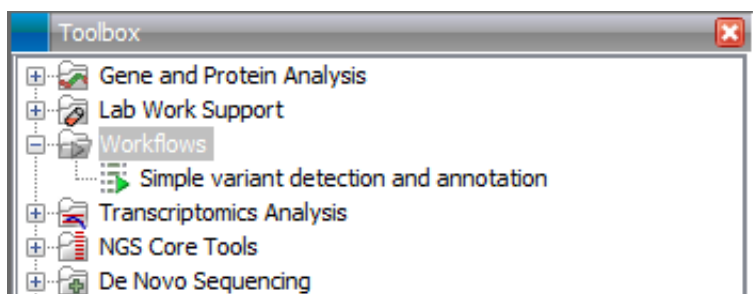 Toolbox
Gene and Protein Analysis
Lab Work Support
Workflows
Simple variant detection and annotation
Transcriptomics Analysis
NGS Core Tools
De Novo Sequencing